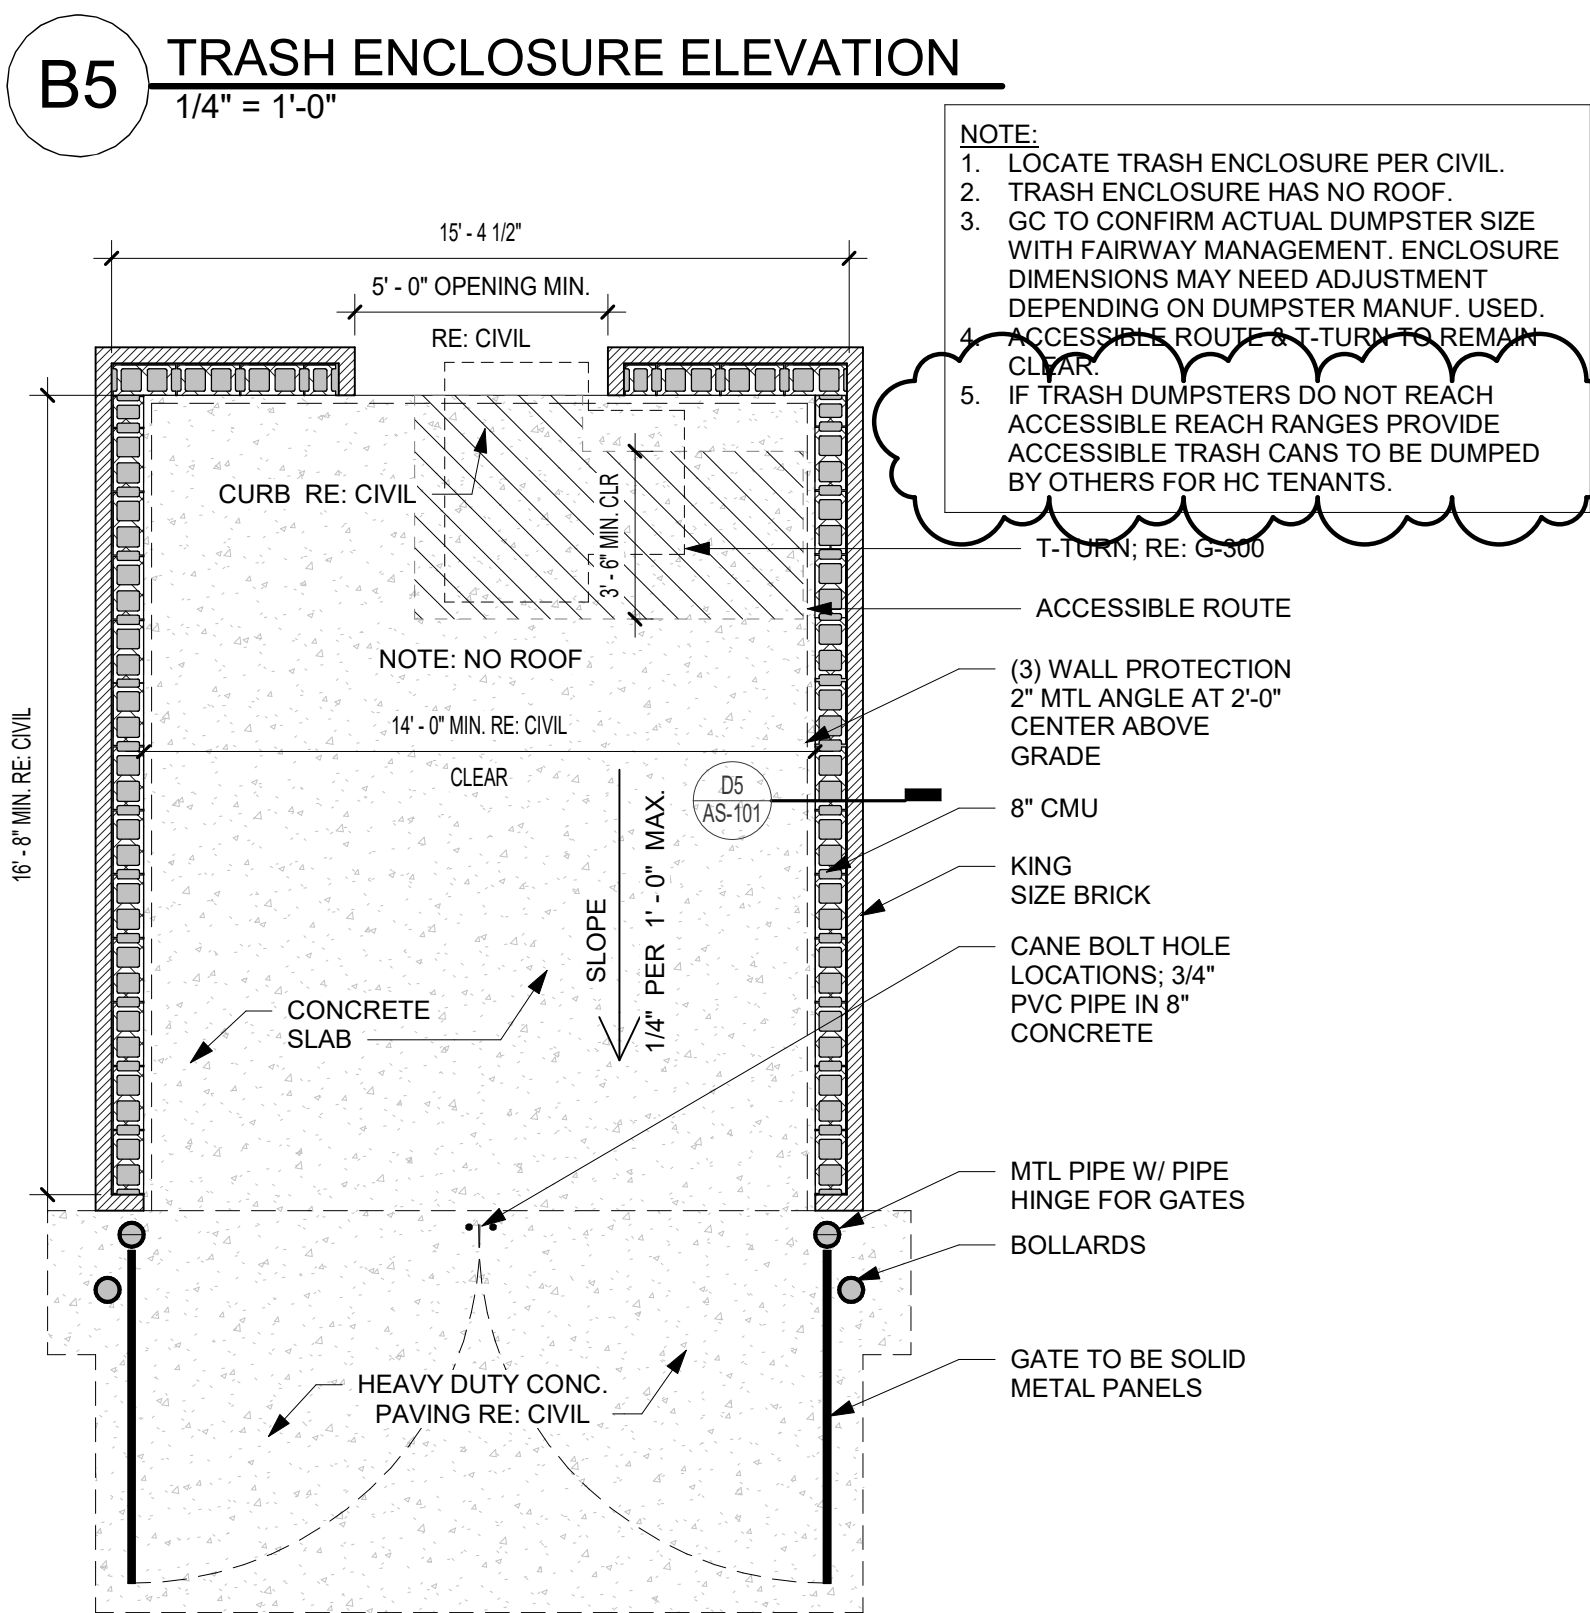 B5
TRASH ENCLOSURE ELEVATION
1/4" = 1'-0"
NOTE:
1. LOCATE TRASH ENCLOSURE PER CIVIL.
2. TRASH ENCLOSURE HAS NO ROOF.
3. GC TO CONFIRM ACTUAL DUMPSTER SIZE
WITH FAIRWAY MANAGEMENT. ENCLOSURE
DIMENSIONS MAY NEED ADJUSTMENT
DEPENDING ON DUMPSTER MANUF. USED.
4. ACCESSIBLE ROUTE & T-TURN TO REMAIN
CLEAR.
5. IF TRASH DUMPSTERS DO NOT REACH
ACCESSIBLE REACH RANGES PROVIDE
ACCESSIBLE TRASH CANS TO BE DUMPED
BY OTHERS FOR HC TENANTS.
15' - 4 1/2"
5' - 0" OPENING MIN.
RE: CIVIL
CURB RE: CIVIL
3' - 6" MIN. CLR
T-TURN; RE: G-300
ACCESSIBLE ROUTE
NOTE: NO ROOF
(3) WALL PROTECTION
2" MTL ANGLE AT 2'-0"
CENTER ABOVE
GRADE
16' - 8" MIN. RE: CIVIL
14' - 0" MIN. RE: CIVIL
CLEAR
D5
AS-101
8" CMU
KING
SIZE BRICK
SLOPE
1/4" PER 1' - 0" MAX.
CANE BOLT HOLE
LOCATIONS; 3/4"
PVC PIPE IN 8"
CONCRETE
CONCRETE
SLAB
MTL PIPE W/ PIPE
HINGE FOR GATES
BOLLARDS
GATE TO BE SOLID
METAL PANELS
HEAVY DUTY CONC.
PAVING RE: CIVIL